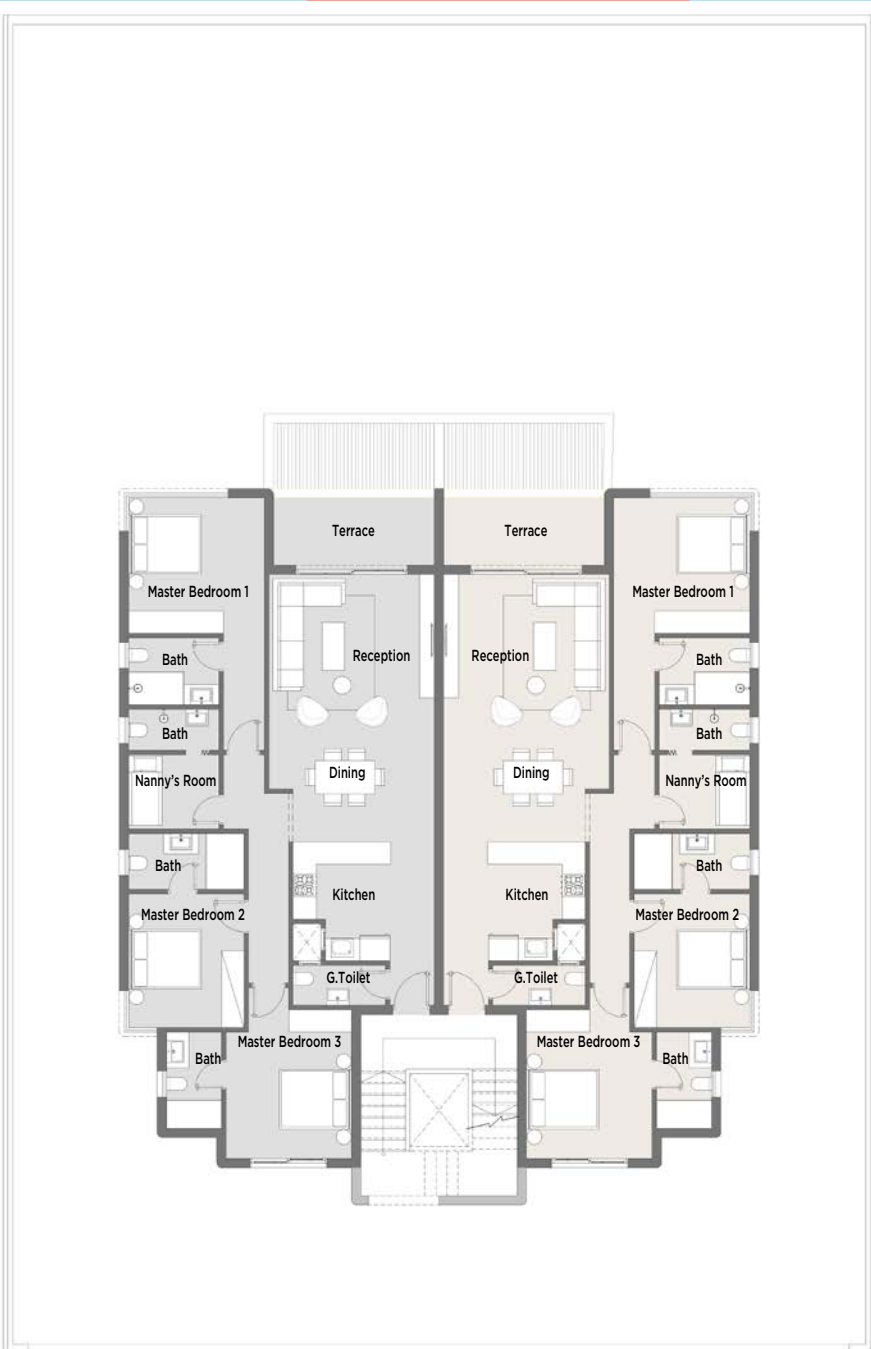 Terrace
Terrace
Master Bedroom 1
Master Bedroom 1
Reception
Reception
Bath
Bath
Bath
Bath
Dining
Dining
Nanny's Room
Nanny's Room
Bath
Bath
Kitchen
Kitchen
Master Bedroom 2
Master Bedroom 2
G.Toilet
G.Toilet
Master Bedroom 3
Master Bedroom 3
Bath
Bath